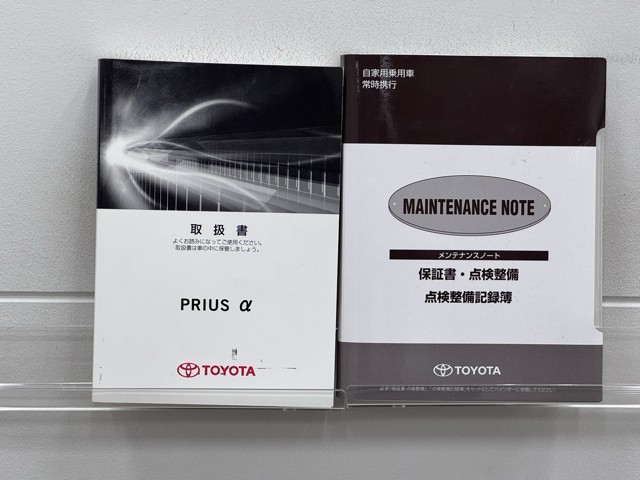 取扱書
よくお読みになってご使用ください。
取扱書は車の中に保管しましょう。
PRIUS α
TOYOTA
自家用乗用車
常時携行
MAINTENANCE NOTE
メンテナンスノート
保証書・点検整備
点検整備記録簿
TOYOTA